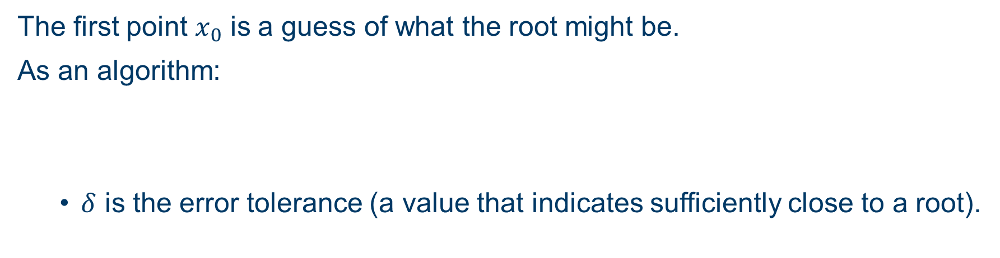 The first point 𝑥₀ is a guess of what the root might be.
As an algorithm:
• 𝛿 is the error tolerance (a value that indicates sufficiently close to a root).